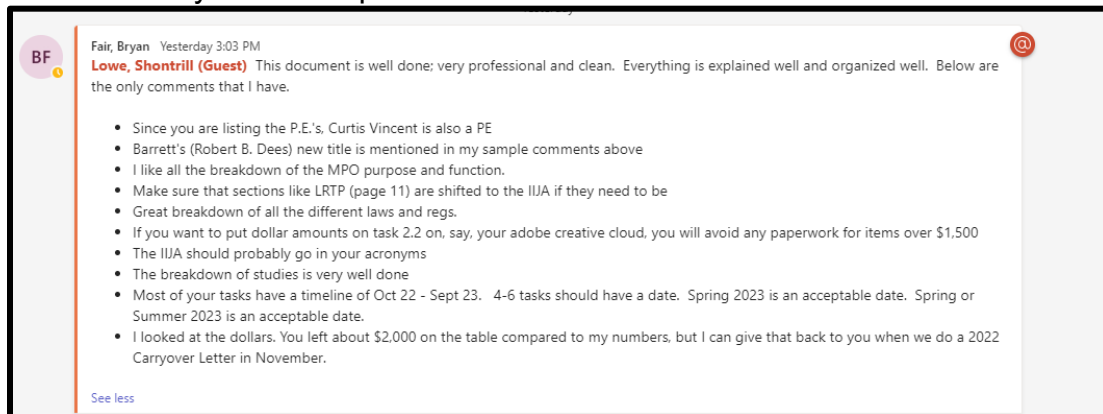 BF
Fair, Bryan Yesterday 3:03 PM
@
Lowe, Shontrill (Guest) This document is well done; very professional and clean. Everything is explained well and organized well. Below are
the only comments that I have.
• Since you are listing the P.E.'s, Curtis Vincent is also a PE
• Barrett's (Robert B. Dees) new title is mentioned in my sample comments above
• I like all the breakdown of the MPO purpose and function.
• Make sure that sections like LRTP (page 11) are shifted to the IIJA if they need to be
• Great breakdown of all the different laws and regs.
• If you want to put dollar amounts on task 2.2 on, say, your adobe creative cloud, you will avoid any paperwork for items over $1,500
• The IIJA should probably go in your acronyms
• The breakdown of studies is very well done
• Most of your tasks have a timeline of Oct 22 - Sept 23. 4-6 tasks should have a date. Spring 2023 is an acceptable date. Spring or
Summer 2023 is an acceptable date.
• I looked at the dollars. You left about $2,000 on the table compared to my numbers, but I can give that back to you when we do a 2022
Carryover Letter in November.
See less